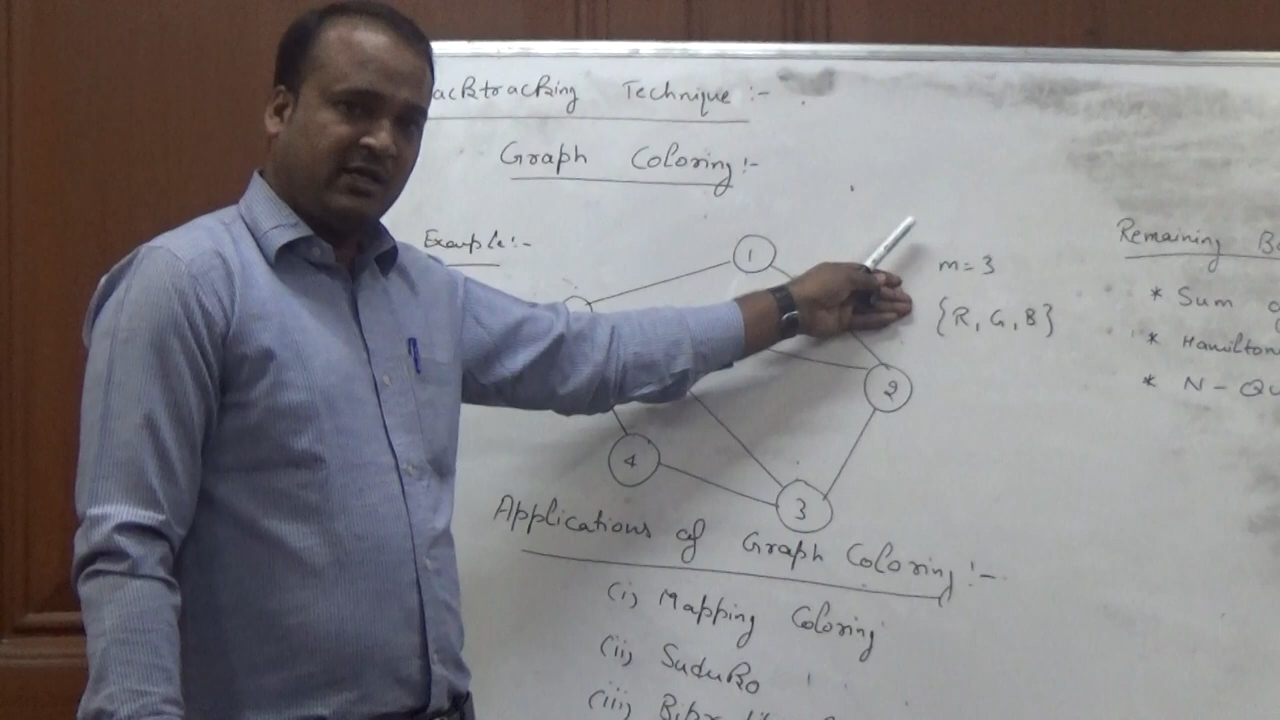 acktracking Technique :-
Graph Coloring :-
Example :-
1
m = 3
{R, G, B}
2
4
3
Applications of Graph Coloring :-
(i) Mapping Coloring
(ii) SuduKo
(iii)
Remaining
* Sum
* Hamilton
* N - Qu